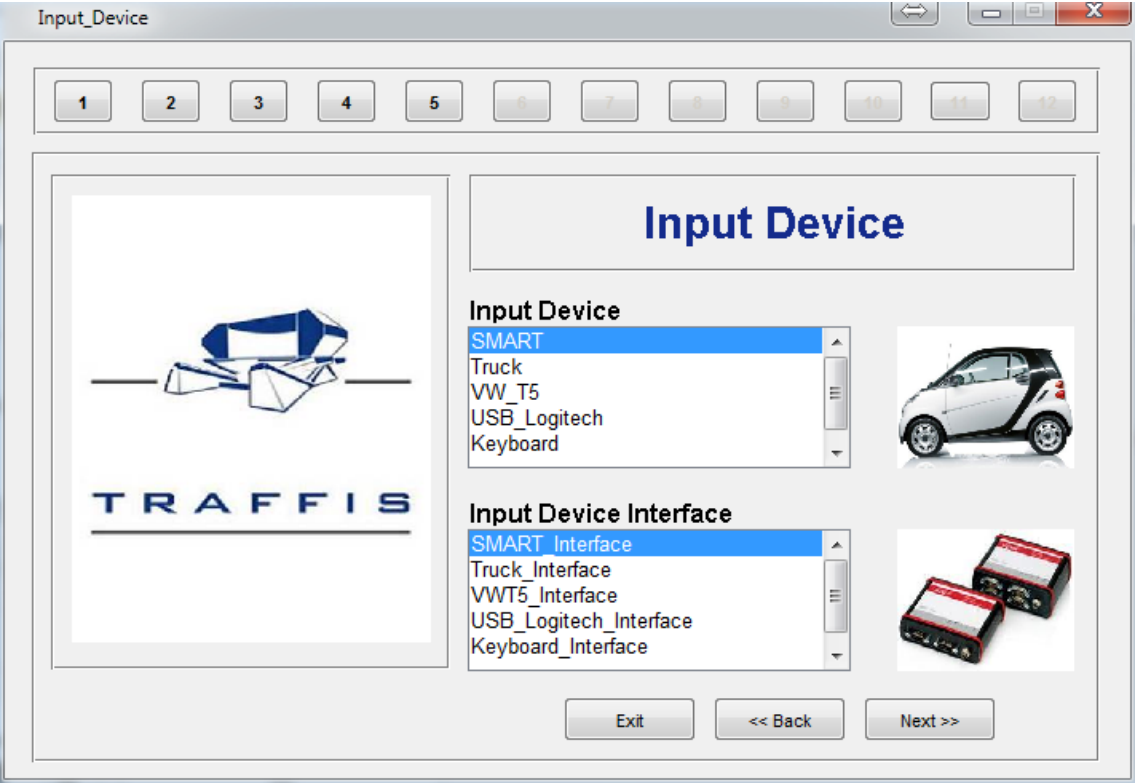 Input_Device
1 2 3 4 5 6 7 8 9 10 11 12
Input Device
TRAFFIS
Input Device
SMART
Truck
VW_T5
USB_Logitech
Keyboard
Input Device Interface
SMART_Interface
Truck_Interface
VWT5_Interface
USB_Logitech_Interface
Keyboard_Interface
Exit << Back Next >>